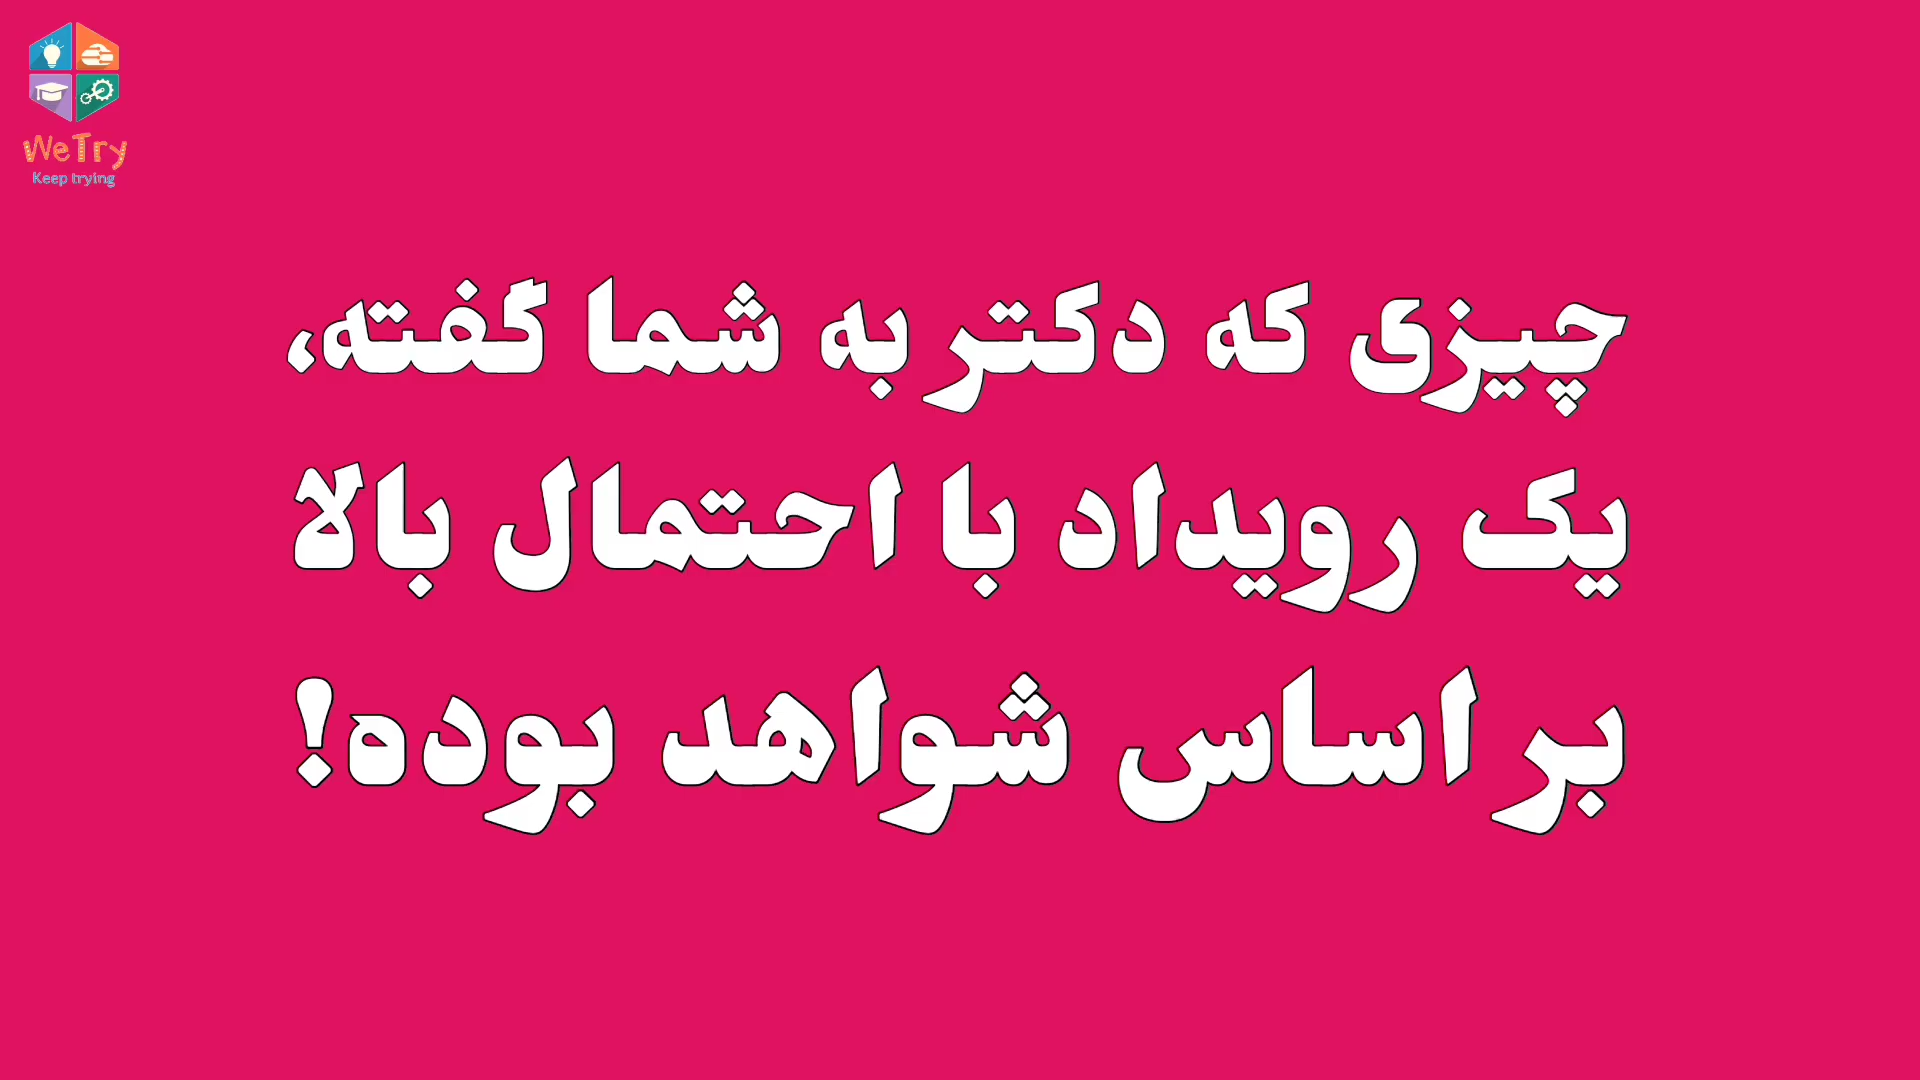 WeTry
Keep trying
چیزی که دکتر به شما گفته،
یک رویداد با احتمال بالا
بر اساس شواهد بوده!